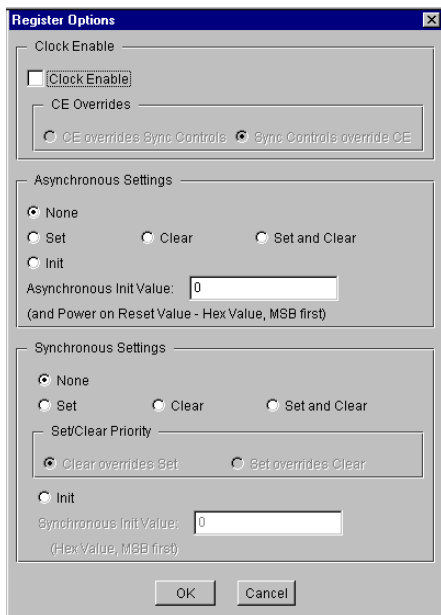 Register Options
Clock Enable
Clock Enable
CE Overrides
CE overrides Sync Controls Sync Controls override CE
Asynchronous Settings
None
Set Clear Set and Clear
Init
Asynchronous Init Value: 0
(and Power on Reset Value - Hex Value, MSB first)
Synchronous Settings
None
Set Clear Set and Clear
Set/Clear Priority
Clear overrides Set Set overrides Clear
Init
Synchronous Init Value: 0
(Hex Value, MSB first)
OK Cancel